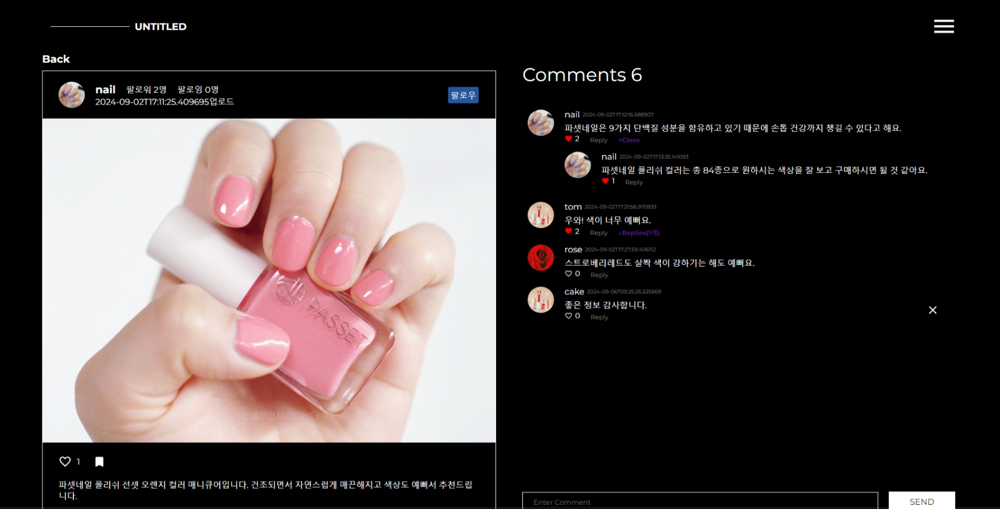 UNTITLED
Back
nail 팔로워 2명 팔로잉 0명
2024-09-02T17:11:25.409695업로드
팔로우
PASSET
인플루언서 @이비단
1
파셋네일 폴리쉬 선셋 오렌지 컬러 매니큐어입니다. 건조되면서 자연스럽게 매끈해지고 색상도 예뻐서 추천드립
니다.
Comments 6
nail 2024-09-02T17:12:16.588907
파셋네일은 9가지 단백질 성분을 함유하고 있기 때문에 손톱 건강까지 챙길 수 있다고 해요.
2 Reply ↑Close
nail 2024-09-02T17:13:35.141093
파셋네일 폴리쉬 컬러는 총 84종으로 원하시는 색상을 잘 보고 구매하시면 될 것 같아요.
1 Reply
tom 2024-09-02T17:21:58.970933
우와! 색이 너무 예뻐요.
2 Reply ↓Replies(1개)
rose 2024-09-02T17:27:59.406112
스트로베리레드도 살짝 색이 강하기는 해도 예뻐요.
0 Reply
cake 2024-09-06T09:25:26.525869
좋은 정보 감사합니다.
0 Reply
Enter Comment
SEND